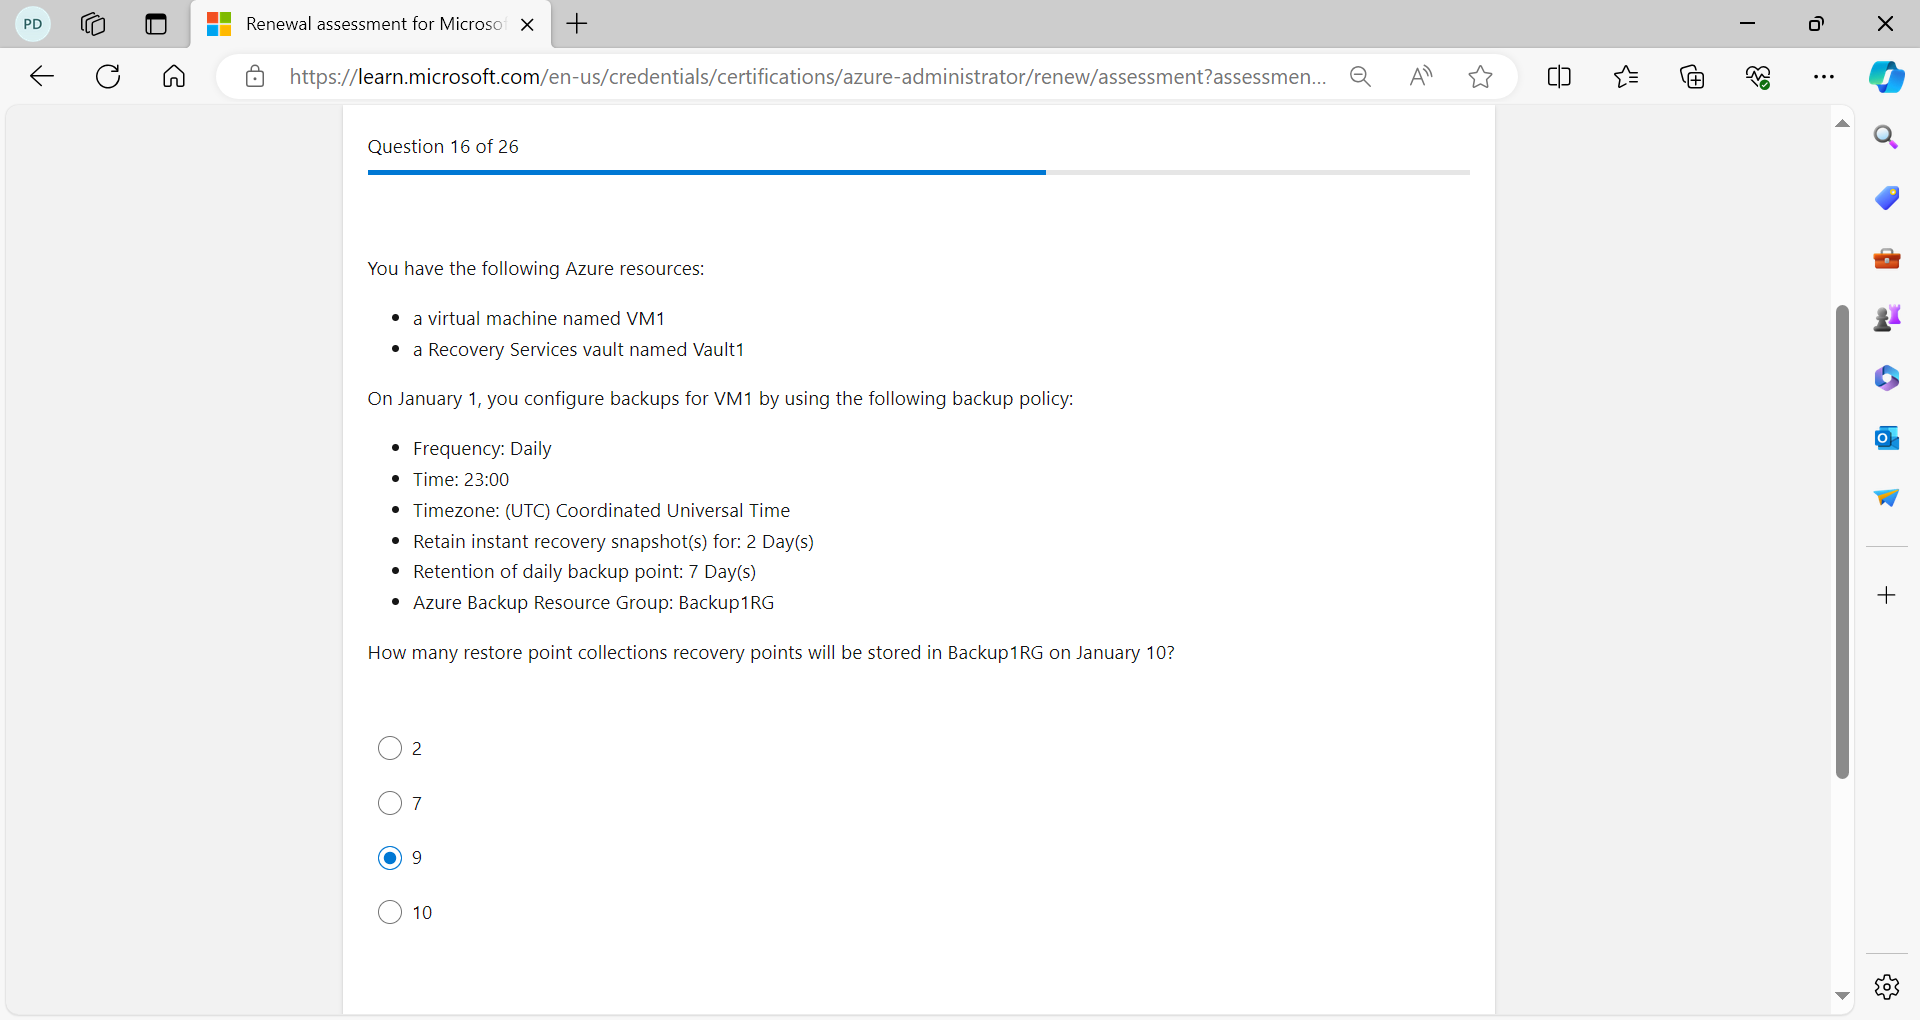 PD
Renewal assessment for Microso
https://learn.microsoft.com/en-us/credentials/certifications/azure-administrator/renew/assessment?assessmen...
Question 16 of 26
You have the following Azure resources:
• a virtual machine named VM1
• a Recovery Services vault named Vault1
On January 1, you configure backups for VM1 by using the following backup policy:
• Frequency: Daily
• Time: 23:00
• Timezone: (UTC) Coordinated Universal Time
• Retain instant recovery snapshot(s) for: 2 Day(s)
• Retention of daily backup point: 7 Day(s)
• Azure Backup Resource Group: Backup1RG
How many restore point collections recovery points will be stored in Backup1RG on January 10?
2
7
9
10